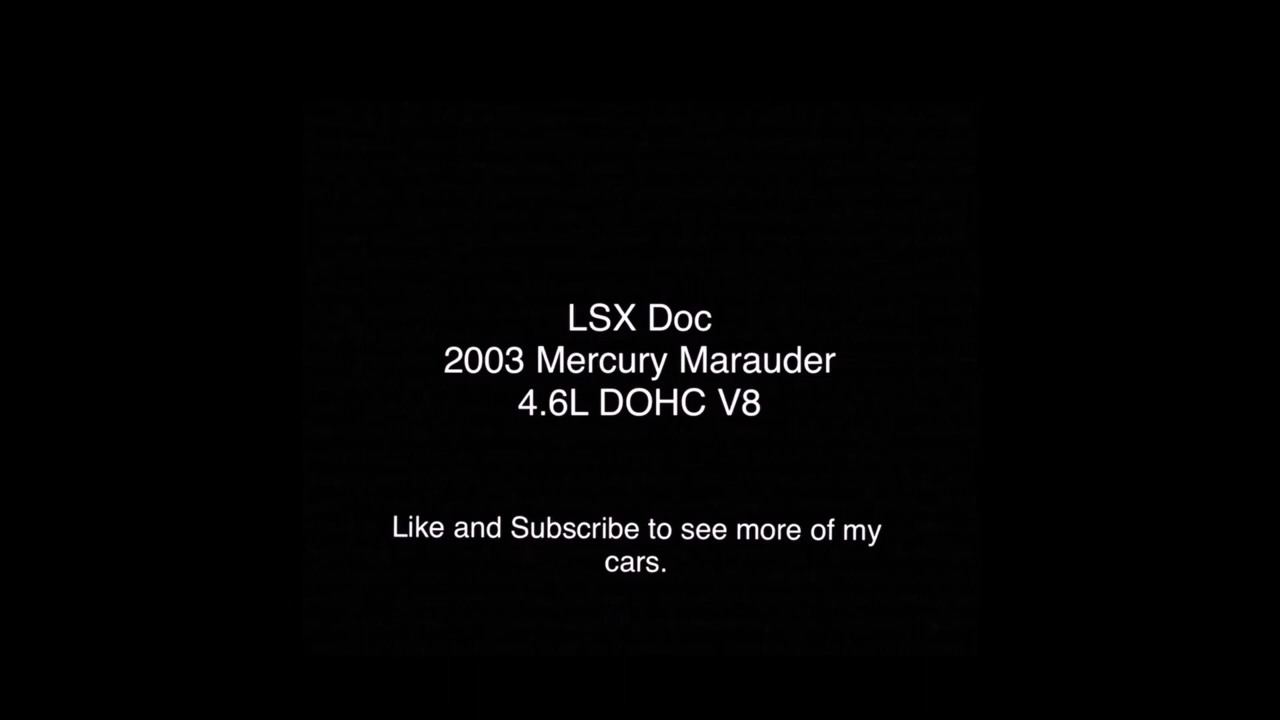 LSX Doc
2003 Mercury Marauder
4.6L DOHC V8
Like and Subscribe to see more of my
cars.